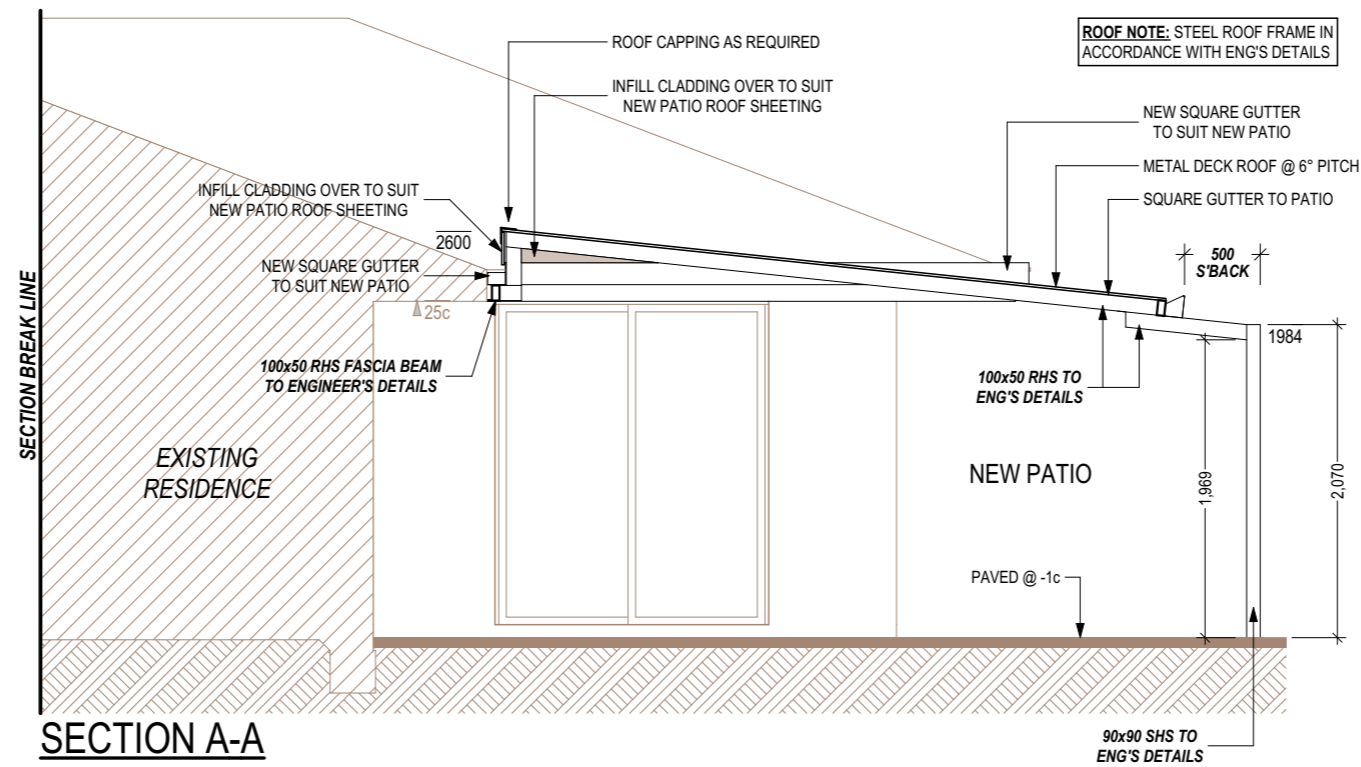 ROOF NOTE: STEEL ROOF FRAME IN
ACCORDANCE WITH ENG'S DETAILS
ROOF CAPPING AS REQUIRED
INFILL CLADDING OVER TO SUIT
NEW PATIO ROOF SHEETING
NEW SQUARE GUTTER
TO SUIT NEW PATIO
METAL DECK ROOF @ 6° PITCH
SQUARE GUTTER TO PATIO
INFILL CLADDING OVER TO SUIT
NEW PATIO ROOF SHEETING
2600
NEW SQUARE GUTTER
TO SUIT NEW PATIO
500
S'BACK
25c
1984
100x50 RHS FASCIA BEAM
TO ENGINEER'S DETAILS
100x50 RHS TO
ENG'S DETAILS
SECTION BREAK LINE
EXISTING
RESIDENCE
NEW PATIO
1,969
2,070
PAVED @ -1c
SECTION A-A
90x90 SHS TO
ENG'S DETAILS